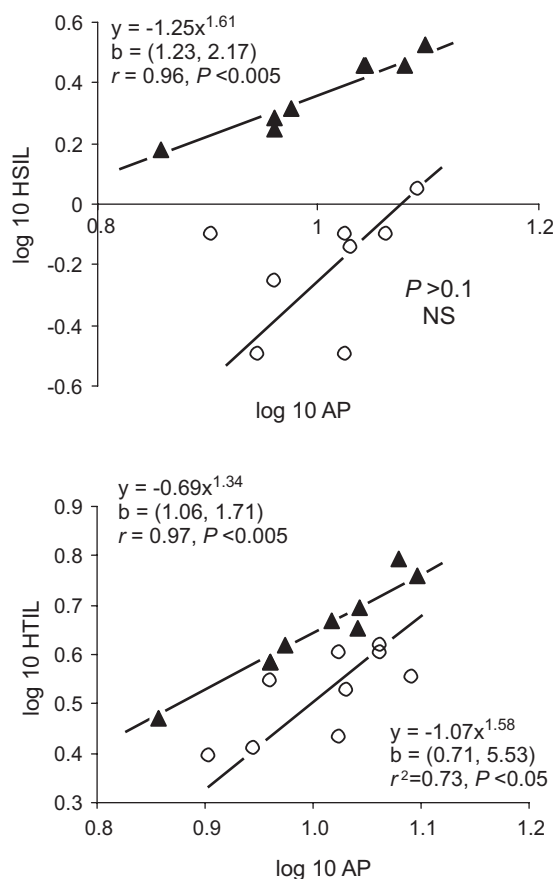 0.6
y = -1.25x^1.61
b = (1.23, 2.17)
r = 0.96, P <0.005
0.4
0.2
0
0.8
1
1.2
-0.2
-0.4
-0.6
log 10 HSIL
P >0.1
NS
log 10 AP
y = -0.69x^1.34
b = (1.06, 1.71)
r = 0.97, P <0.005
0.9
0.8
0.7
0.6
0.5
0.4
0.3
log 10 HTIL
y = -1.07x^1.58
b = (0.71, 5.53)
r²=0.73, P <0.05
0.8
0.9
1.0
1.1
1.2
log 10 AP